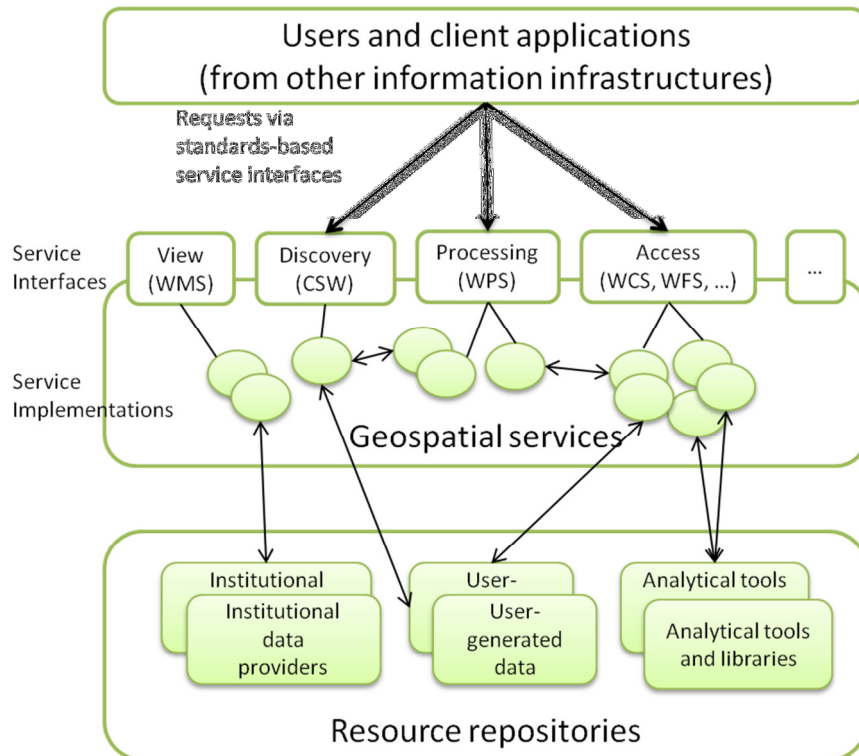 Users and client applications
(from other information infrastructures)
Requests via
standards-based
service interfaces
Service
Interfaces
View
(WMS)
Discovery
(CSW)
Processing
(WPS)
Access
(WCS, WFS, ...)
...
Service
Implementations
Geospatial services
Institutional
Institutional
data
providers
User-
User-
generated
data
Analytical tools
Analytical tools
and libraries
Resource repositories